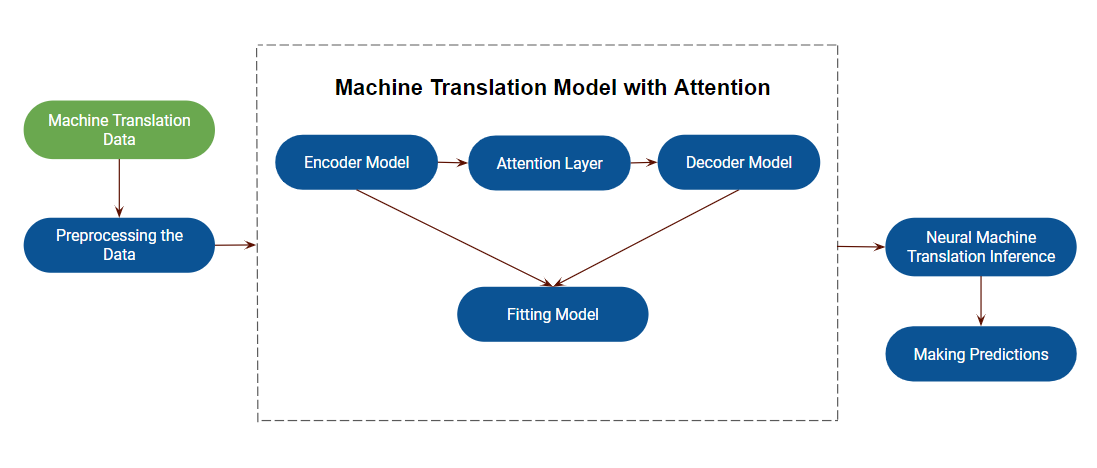 Machine Translation Model with Attention
Machine Translation
Data
Encoder Model
Attention Layer
Decoder Model
Preprocessing the
Data
Neural Machine
Translation Inference
Fitting Model
Making Predictions